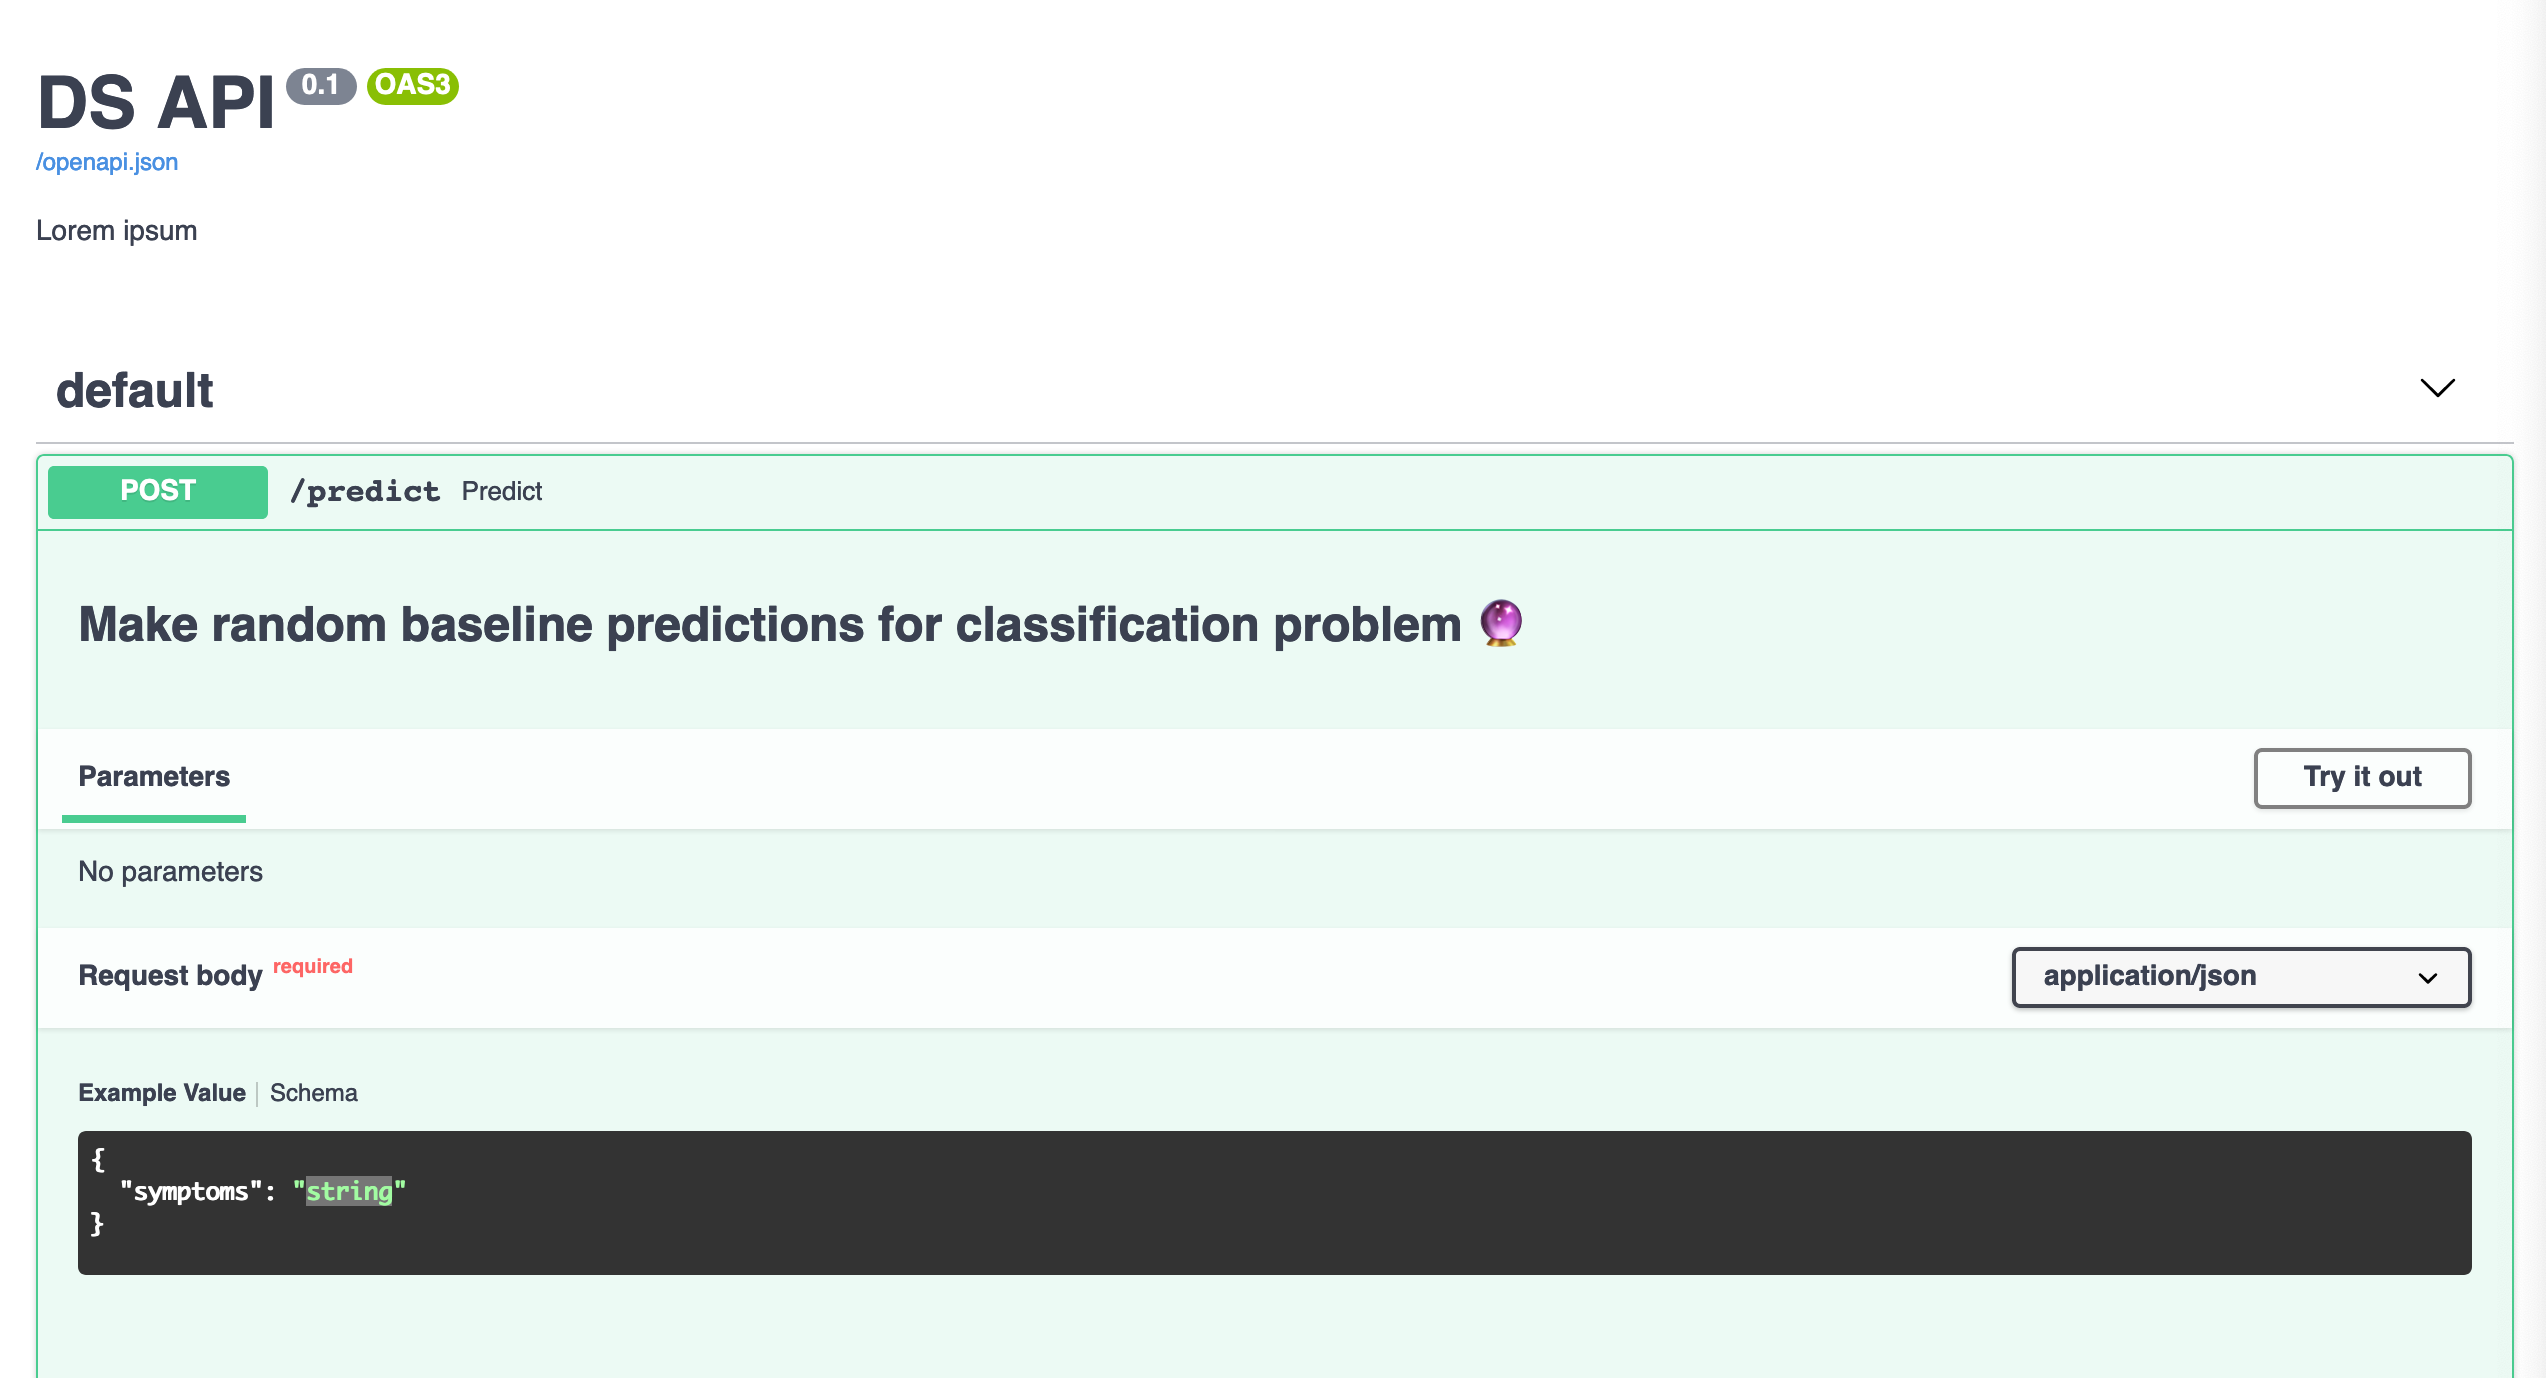 DS API 0.1 OAS3
/openapi.json
Lorem ipsum
default
POST /predict Predict
Make random baseline predictions for classification problem 🔮
Parameters Try it out
No parameters
Request body required application/json
Example Value | Schema
{
  "symptoms": "string"
}